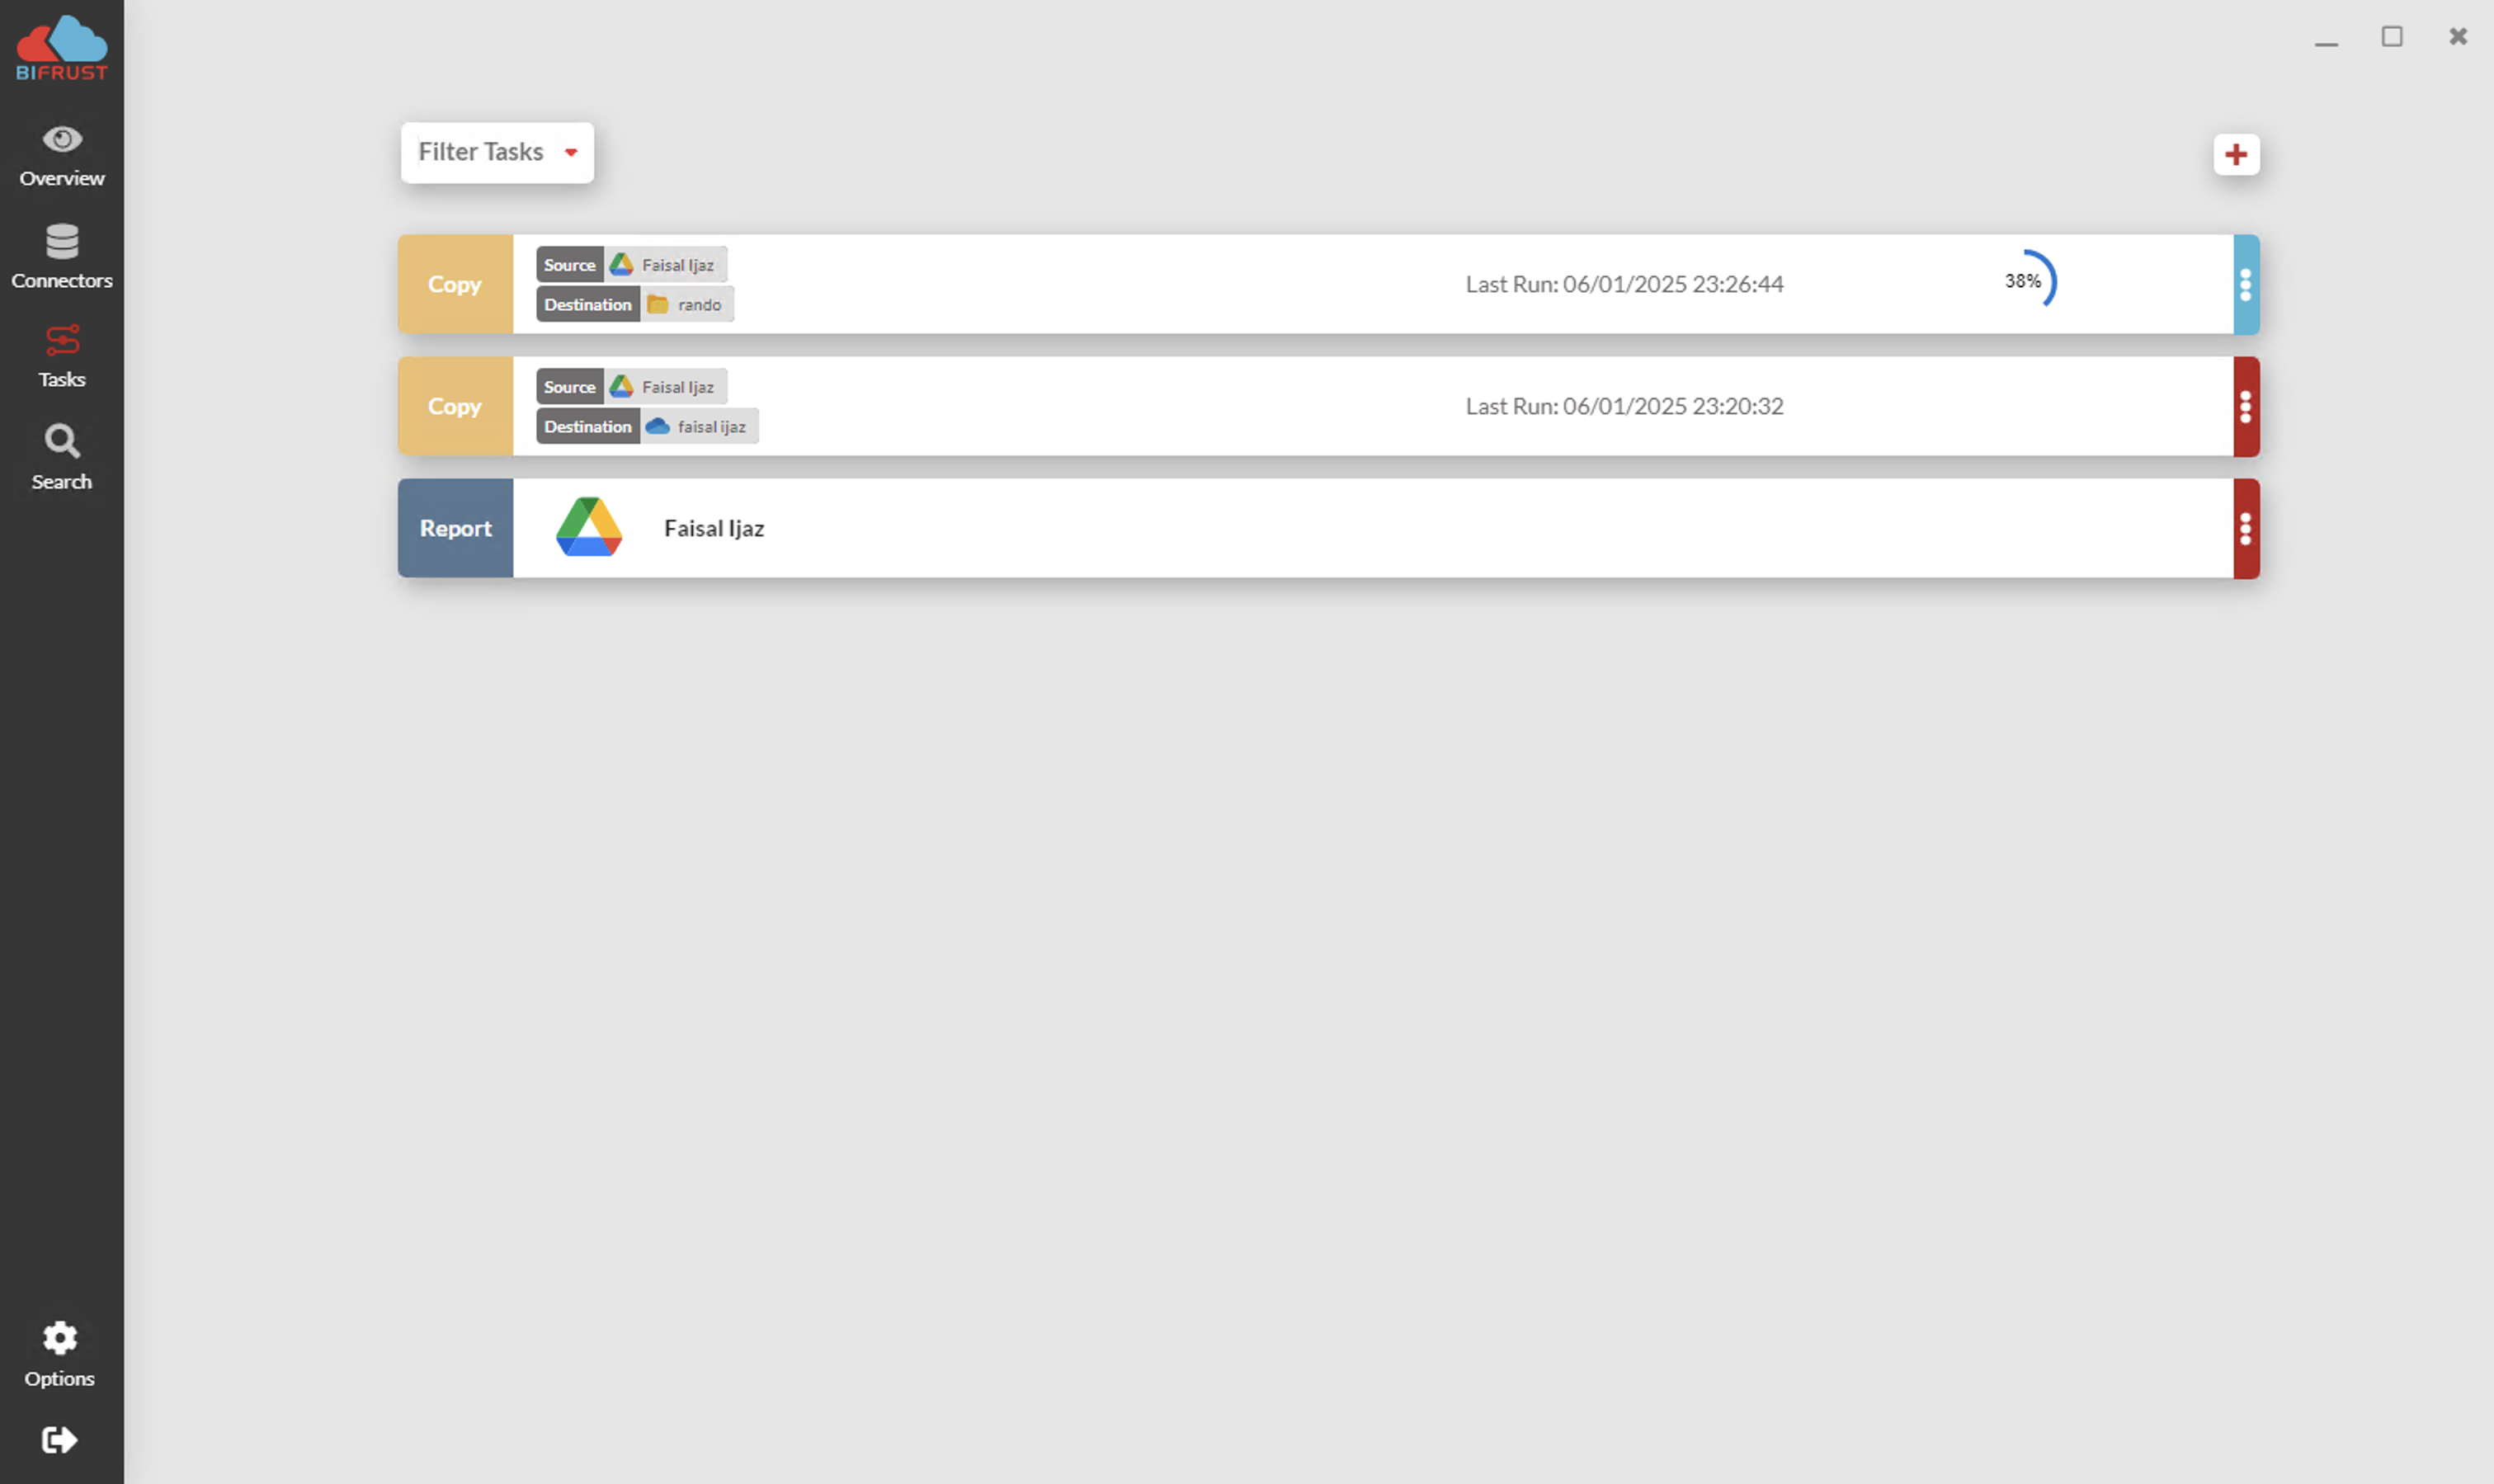 BIFRUST
Overview
Connectors
Tasks
Search
Options
Filter Tasks
Copy
Source Faisal Ijaz
Destination rando
Last Run: 06/01/2025 23:26:44
38%
Copy
Source Faisal Ijaz
Destination faisal ijaz
Last Run: 06/01/2025 23:20:32
Report
Faisal Ijaz